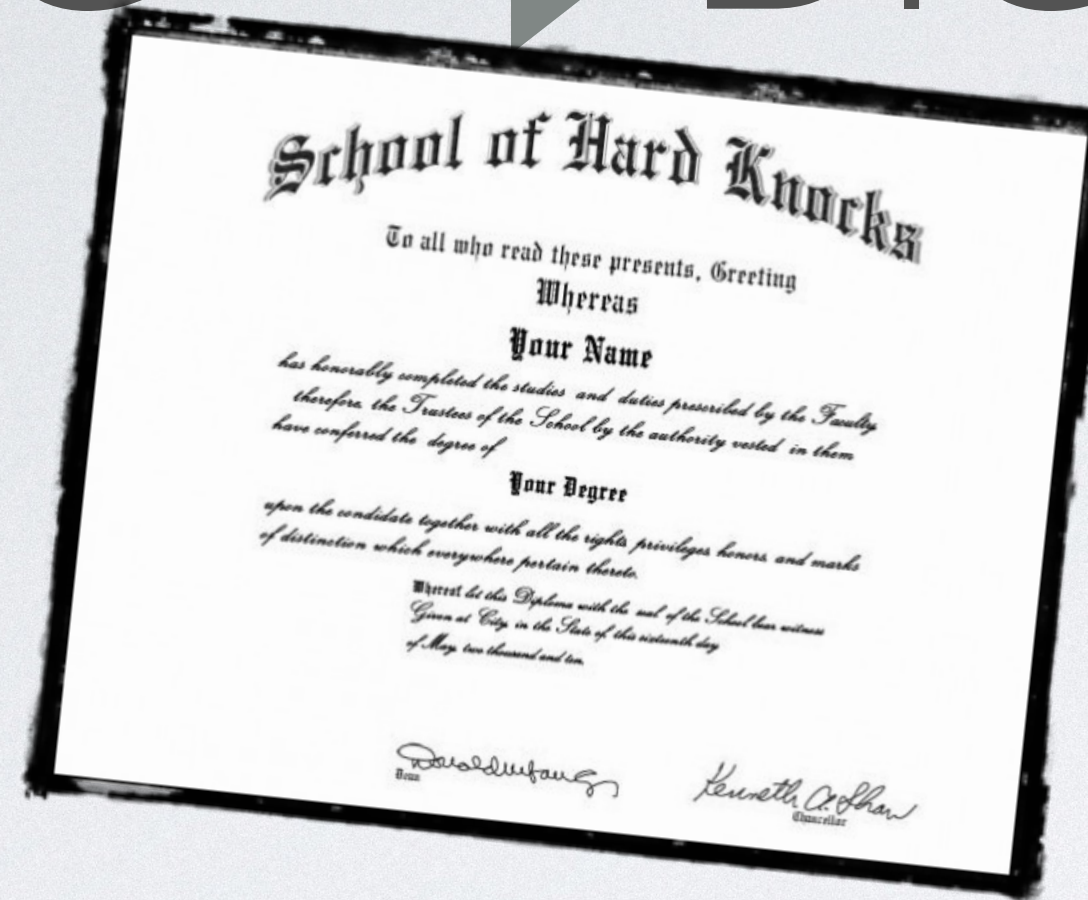 School of Hard Knocks
To all who read these presents, Greeting
Whereas
Your Name
has honorably completed the studies and duties prescribed by the Faculty
therefore, the Trustees of the School by the authority vested in them
have conferred the degree of
Your Degree
upon the candidate together with all the rights, privileges, honors, and marks
of distinction which everywhere pertain thereto.
Whereof let this Diploma with the seal of the School bear witness
Given at City, in the State of this sixteenth day
of May, two thousand and ten.
Dean
Kenneth A. Shaw
Chancellor